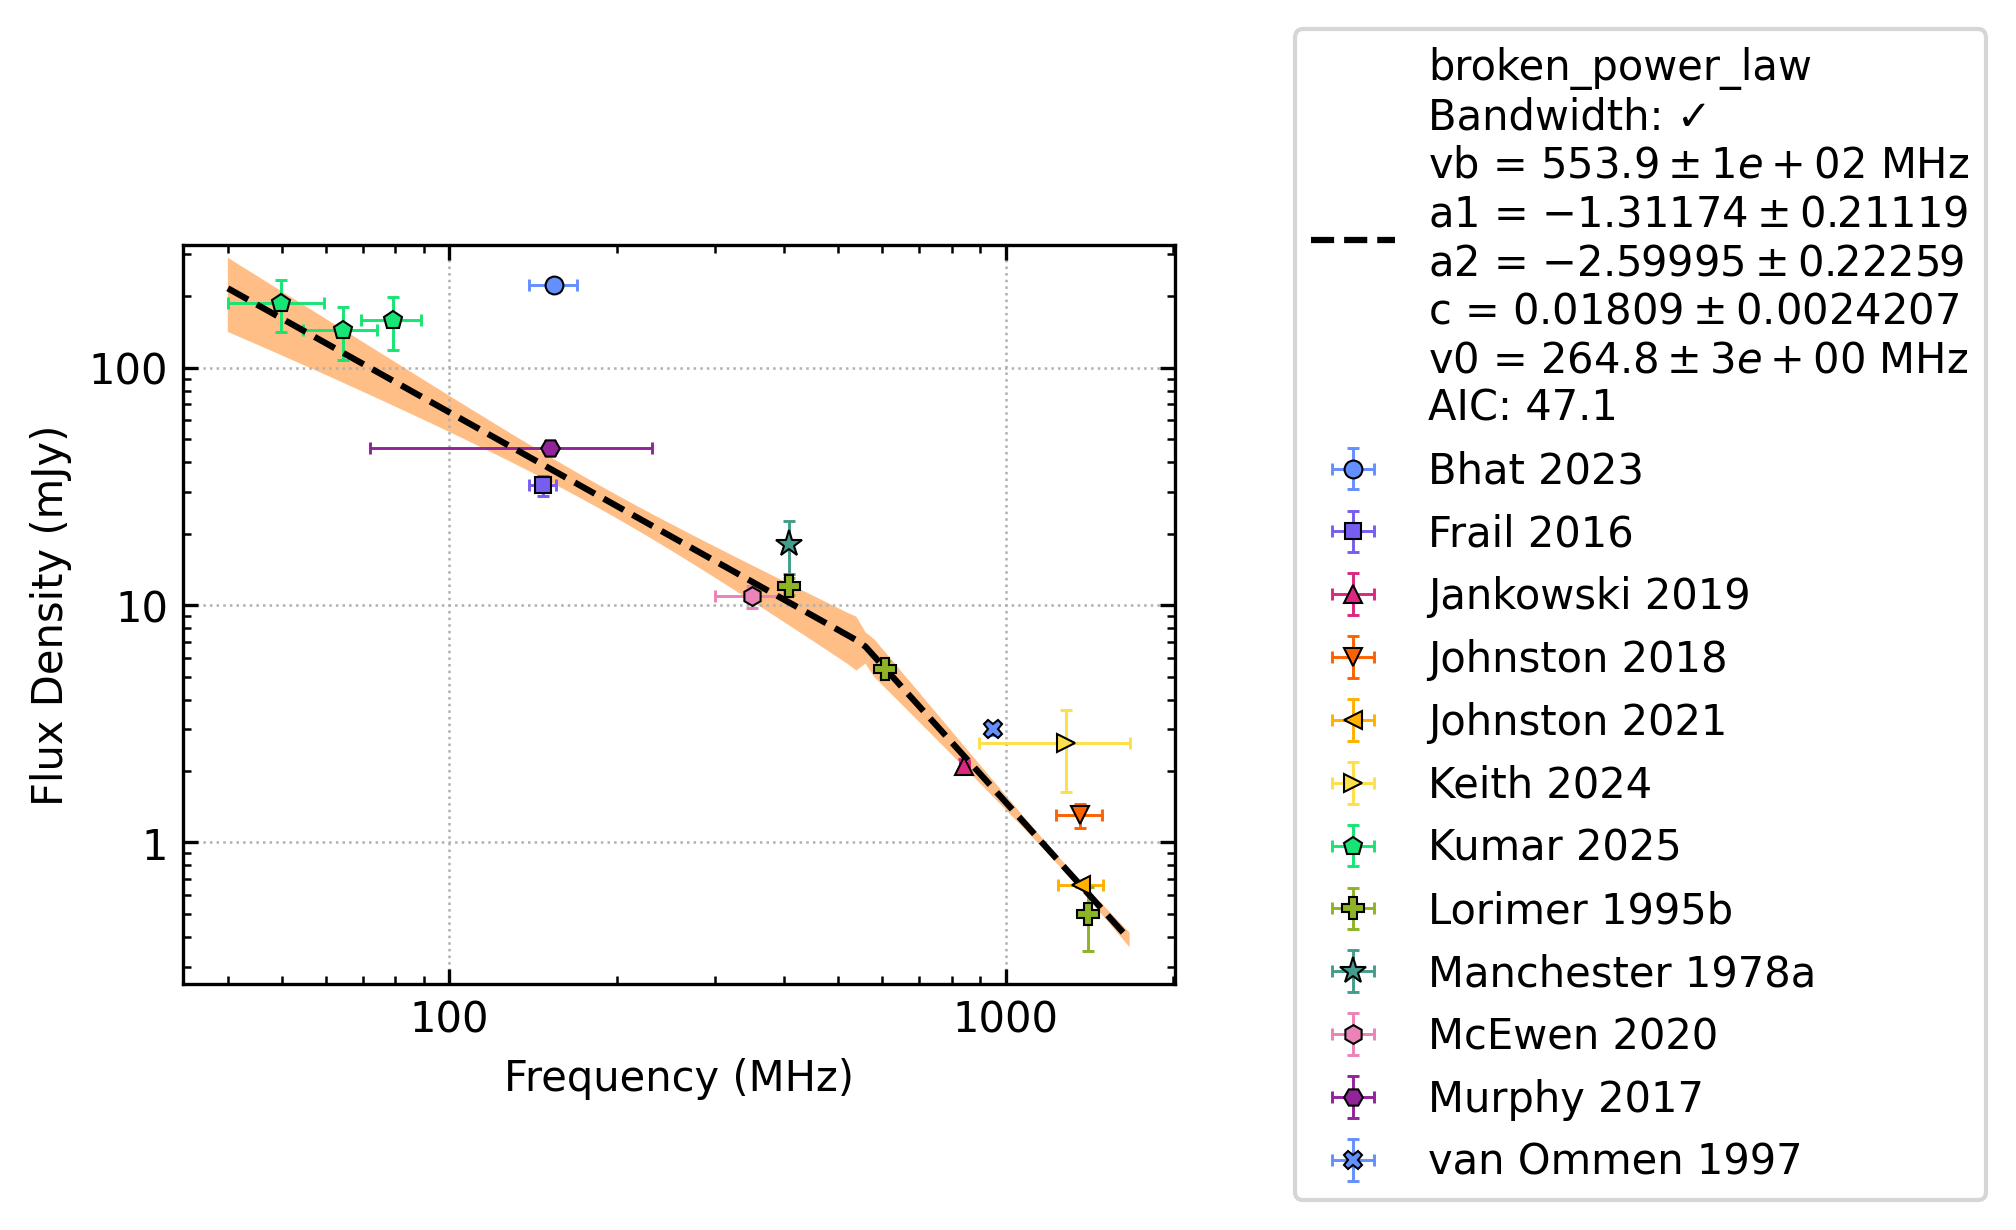 broken_power_law
Bandwidth: ✓
vb = 553.9 ± 1e + 02 MHz
a1 = −1.31174 ± 0.21119
a2 = −2.59995 ± 0.22259
c = 0.01809 ± 0.0024207
v0 = 264.8 ± 3e + 00 MHz
AIC: 47.1
Bhat 2023
Frail 2016
Jankowski 2019
Johnston 2018
Johnston 2021
Keith 2024
Kumar 2025
Lorimer 1995b
Manchester 1978a
McEwen 2020
Murphy 2017
van Ommen 1997
Flux Density (mJy)
100
10
1
100
1000
Frequency (MHz)